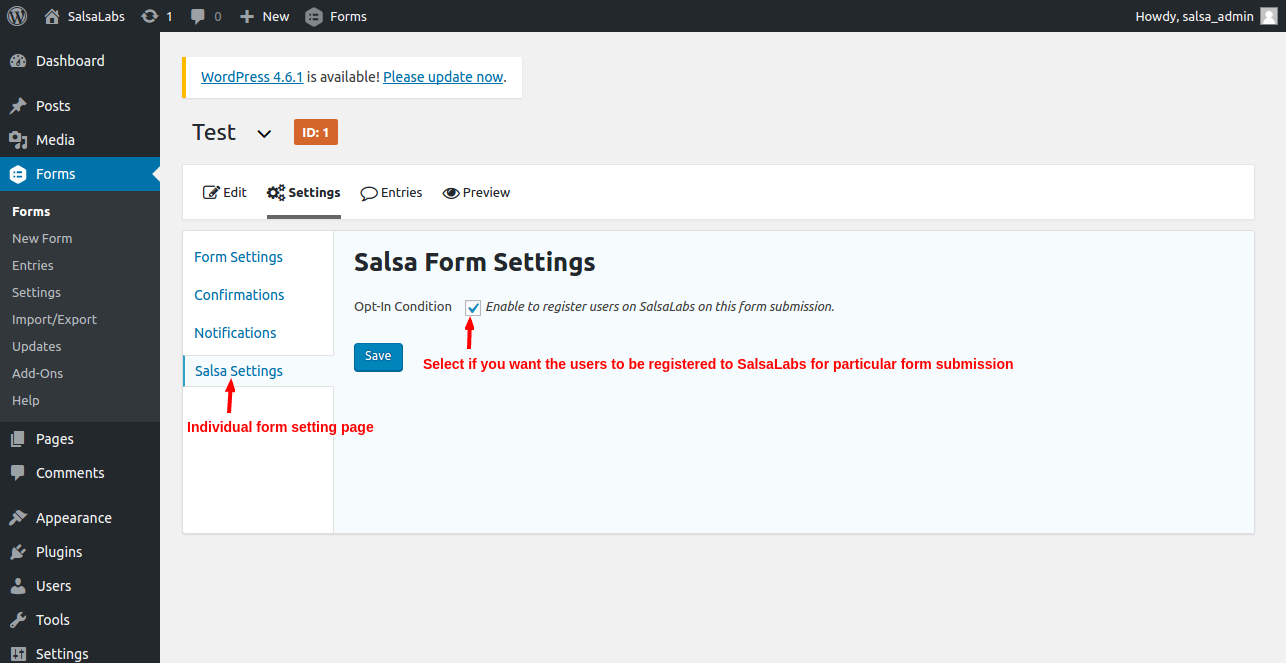 SalsaLabs 1 0 New Forms Howdy, salsa_admin
Dashboard
Posts
Media
Forms
Forms
New Form
Entries
Settings
Import/Export
Updates
Add-Ons
Help
Pages
Comments
Appearance
Plugins
Users
Tools
Settings
WordPress 4.6.1 is available! Please update now.
Test ID: 1
Edit Settings Entries Preview
Form Settings
Confirmations
Notifications
Salsa Settings
Individual form setting page
Salsa Form Settings
Opt-In Condition Enable to register users on SalsaLabs on this form submission.
Save
Select if you want the users to be registered to SalsaLabs for particular form submission